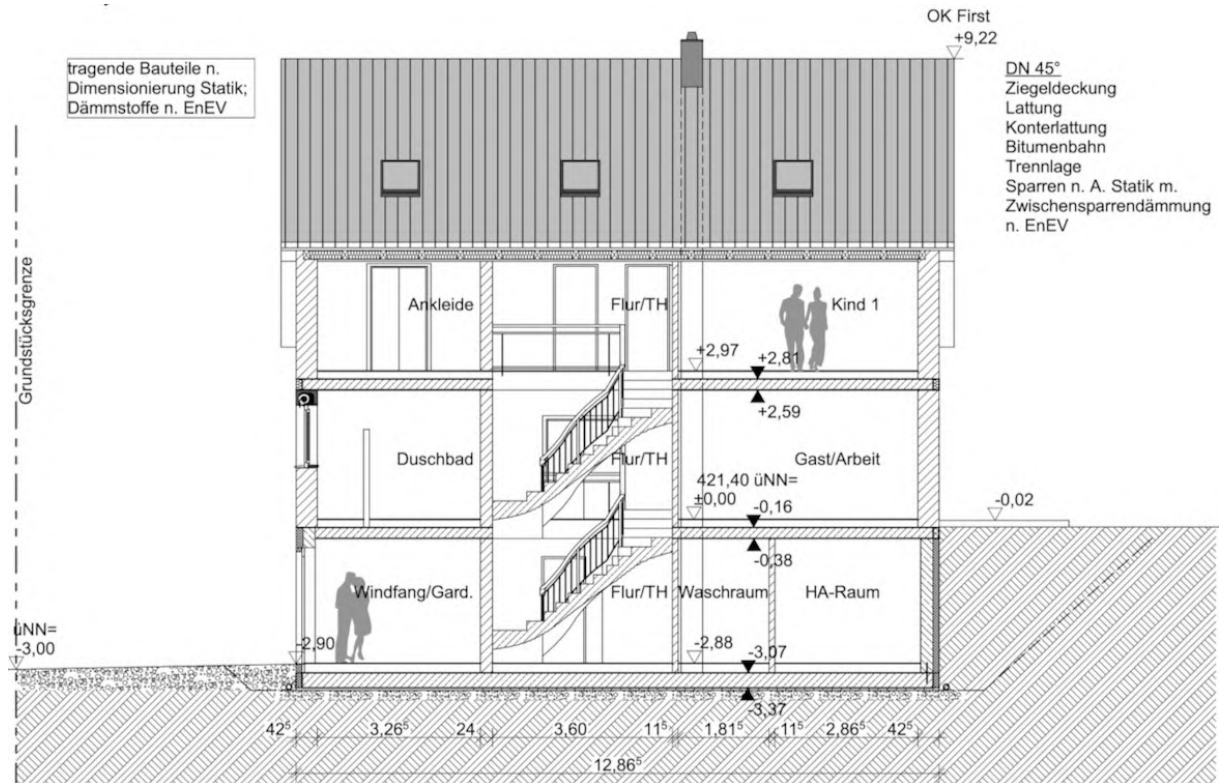 OK First
+9,22
tragende Bauteile n.
Dimensionierung Statik;
Dämmstoffe n. EnEV
DN 45°
Ziegeldeckung
Lattung
Konterlattung
Bitumenbahn
Trennlage
Sparren n. A. Statik m.
Zwischensparrendämmung
n. EnEV
Grundstücksgrenze
Ankleide
Flur/TH
Kind 1
+2,97
+2,81
+2,59
Duschbad
Flur/TH
Gast/Arbeit
421,40 üNN=
±0,00
-0,16
-0,02
-0,38
Windfang/Gard.
Flur/TH
Waschraum
HA-Raum
üNN=
-3,00
-2,90
-2,88
-3,07
-3,37
42⁵
3,26⁵
24
3,60
11⁵
1,81⁵
11⁵
2,86⁵
42⁵
12,86⁵